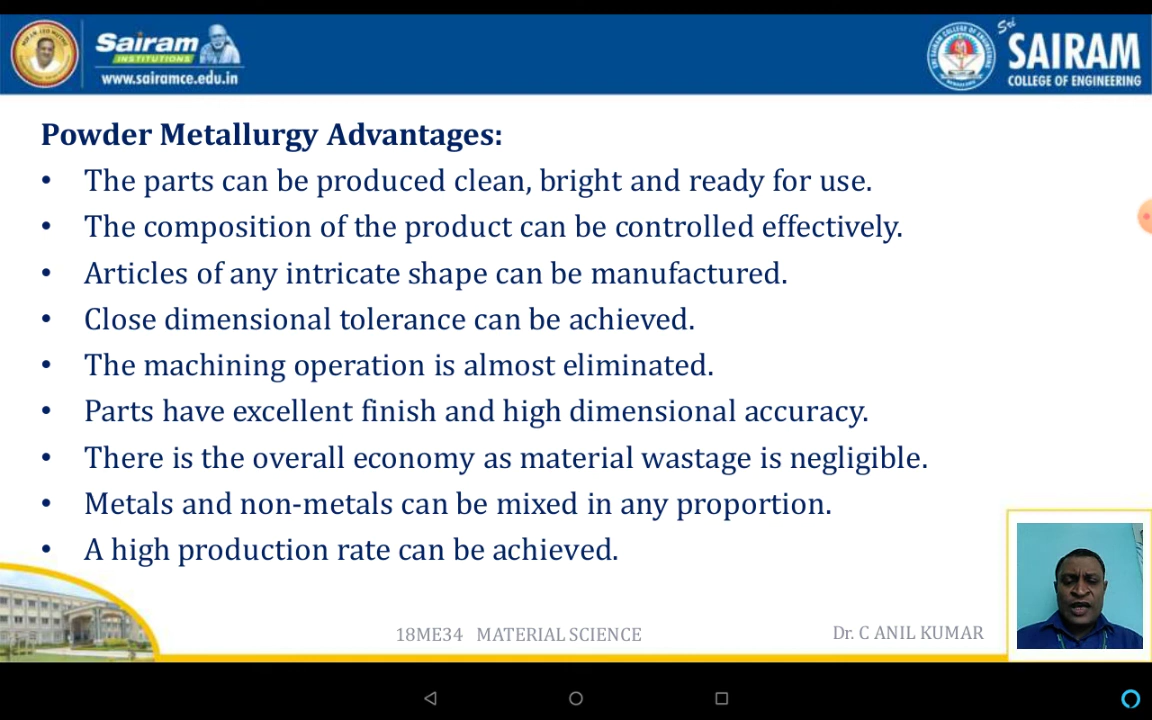 Sairam
INSTITUTIONS
www.sairamce.edu.in
Sri
SAIRAM
COLLEGE OF ENGINEERING
Powder Metallurgy Advantages:
• The parts can be produced clean, bright and ready for use.
• The composition of the product can be controlled effectively.
• Articles of any intricate shape can be manufactured.
• Close dimensional tolerance can be achieved.
• The machining operation is almost eliminated.
• Parts have excellent finish and high dimensional accuracy.
• There is the overall economy as material wastage is negligible.
• Metals and non-metals can be mixed in any proportion.
• A high production rate can be achieved.
18ME34 MATERIAL SCIENCE
Dr. C ANIL KUMAR